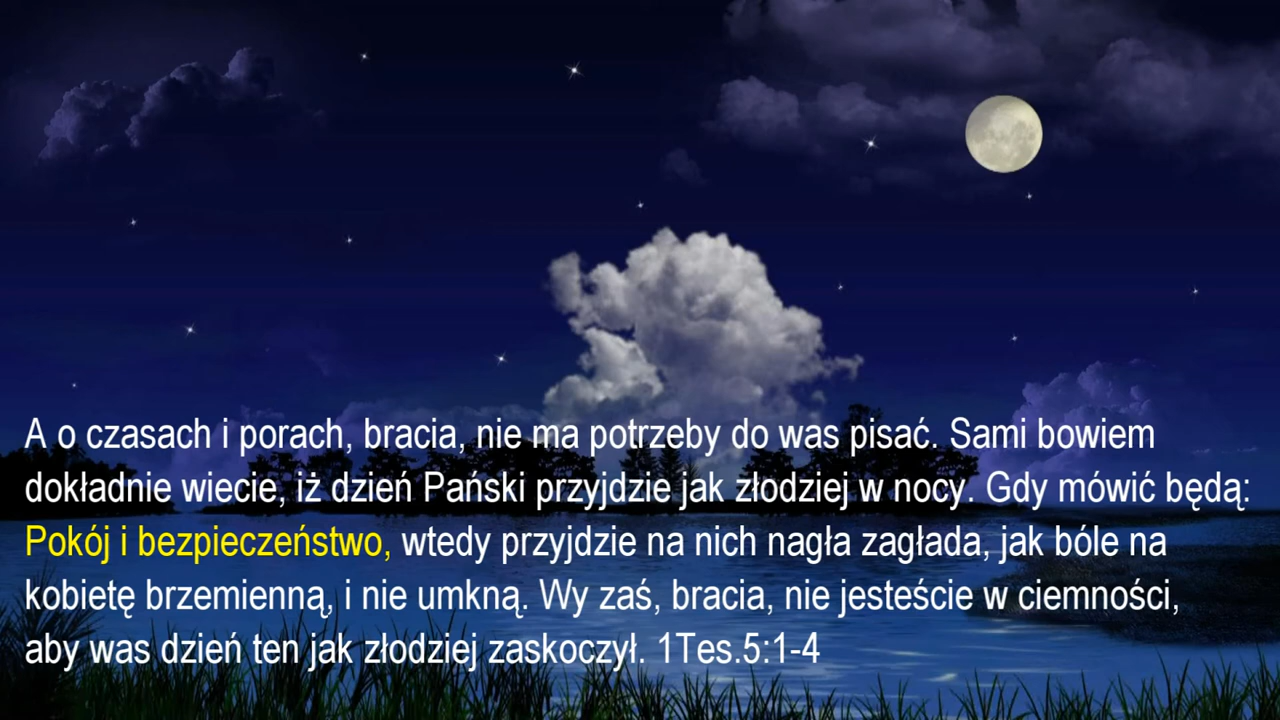 A o czasach i porach, bracia, nie ma potrzeby do was pisać. Sami bowiem
dokładnie wiecie, iż dzień Pański przyjdzie jak złodziej w nocy. Gdy mówić będą:
Pokój i bezpieczeństwo, wtedy przyjdzie na nich nagła zagłada, jak bóle na
kobietę brzemienną, i nie umkną. Wy zaś, bracia, nie jesteście w ciemności,
aby was dzień ten jak złodziej zaskoczył. 1Tes.5:1-4